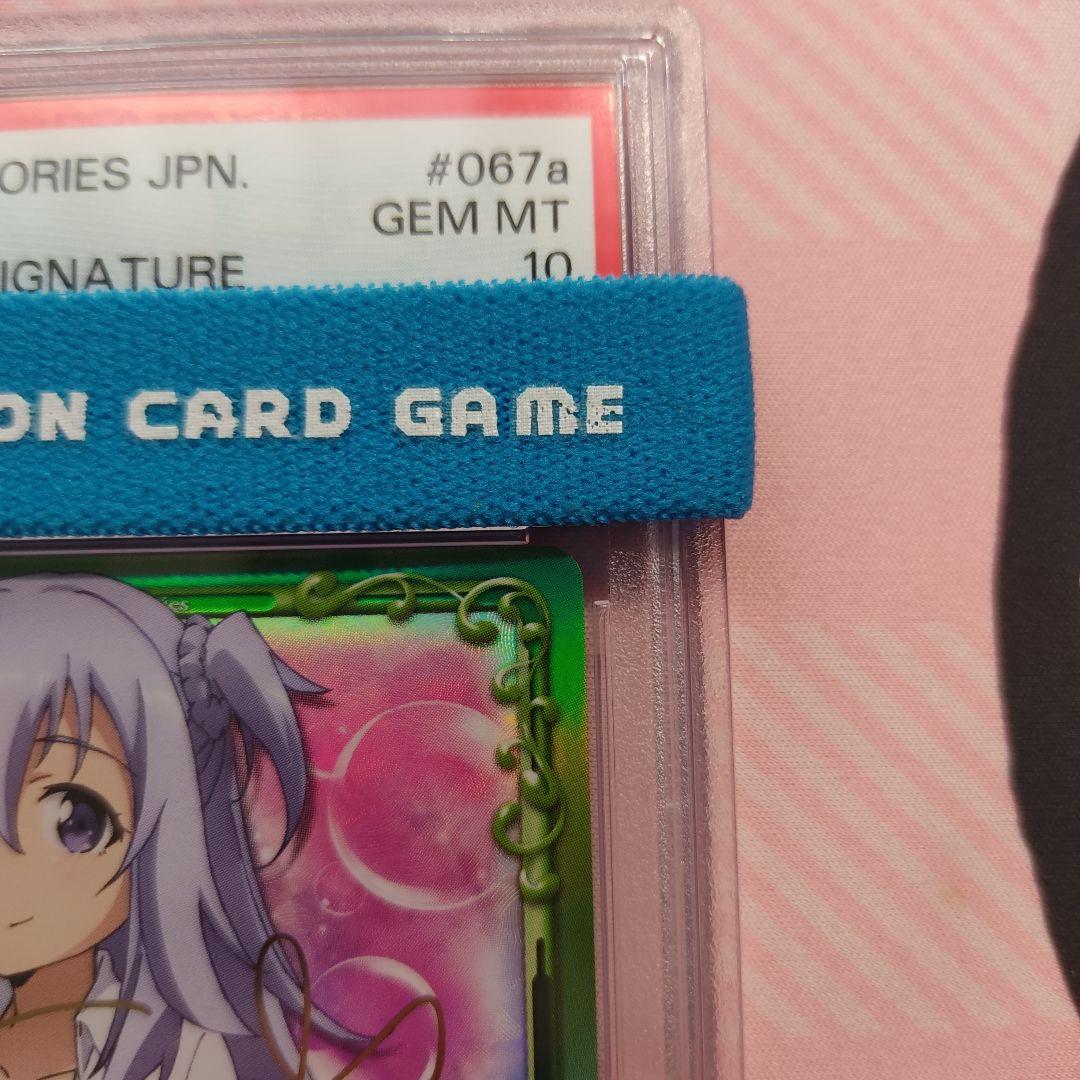 ORIES JPN. #067a
GEM MT
IGNATURE 10
ON CARD GAME